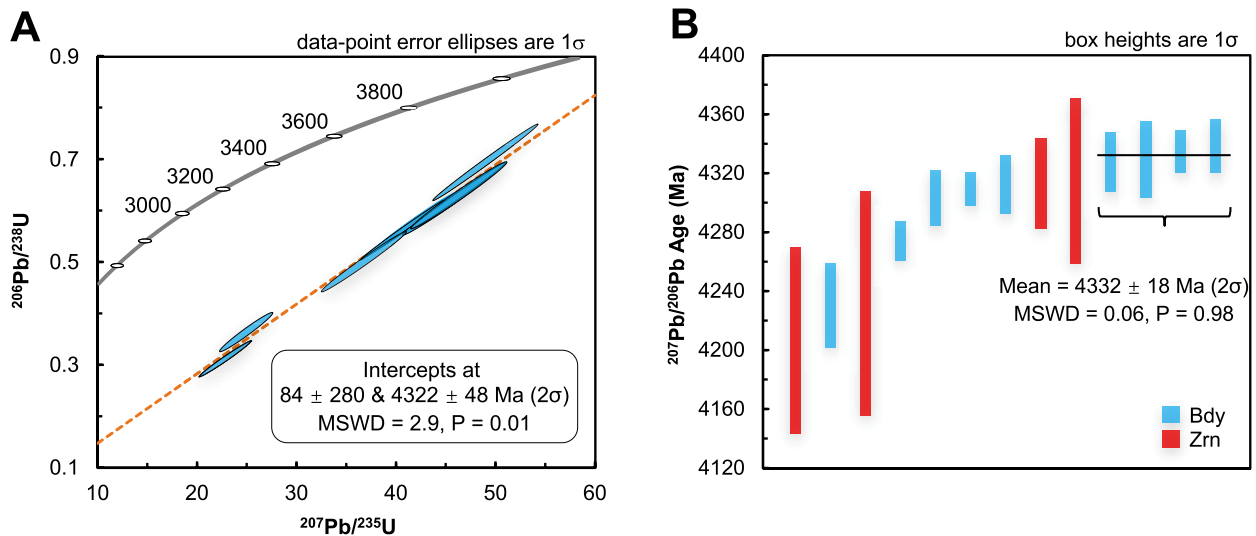 A
data-point error ellipses are 1σ
0.9
0.7
0.5
0.3
0.1
²⁰⁶Pb/²³⁸U
3800
3600
3400
3200
3000
Intercepts at
84 ± 280 & 4322 ± 48 Ma (2σ)
MSWD = 2.9, P = 0.01
10 20 30 40 50 60
²⁰⁷Pb/²³⁵U
B
box heights are 1σ
4400
4360
4320
4280
4240
4200
4160
4120
²⁰⁷Pb/²⁰⁶Pb Age (Ma)
Mean = 4332 ± 18 Ma (2σ)
MSWD = 0.06, P = 0.98
Bdy
Zrn